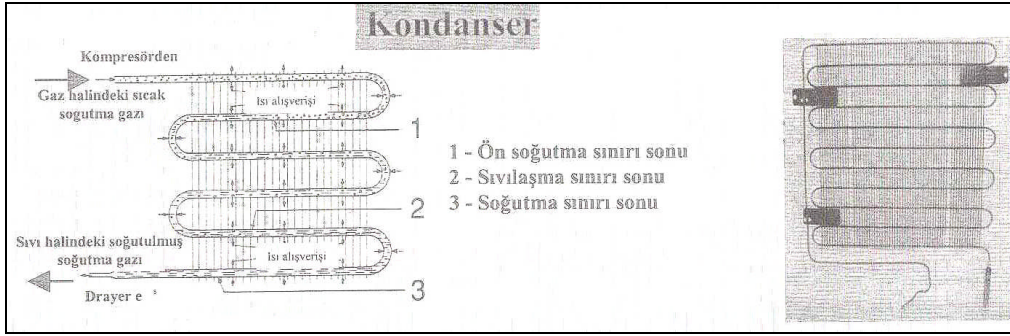 Kondanser
Kompresörden
Gaz halindeki sıcak
sogutma gazı
Isı alışverişi
1
1 - Ön soğutma sınırı sonu
2 - Sıvılaşma sınırı sonu
3 - Soğutma sınırı sonu
2
Sıvı halindeki soğutulmuş
soğutma gazı
Isı alışverişi
Drayer e
3